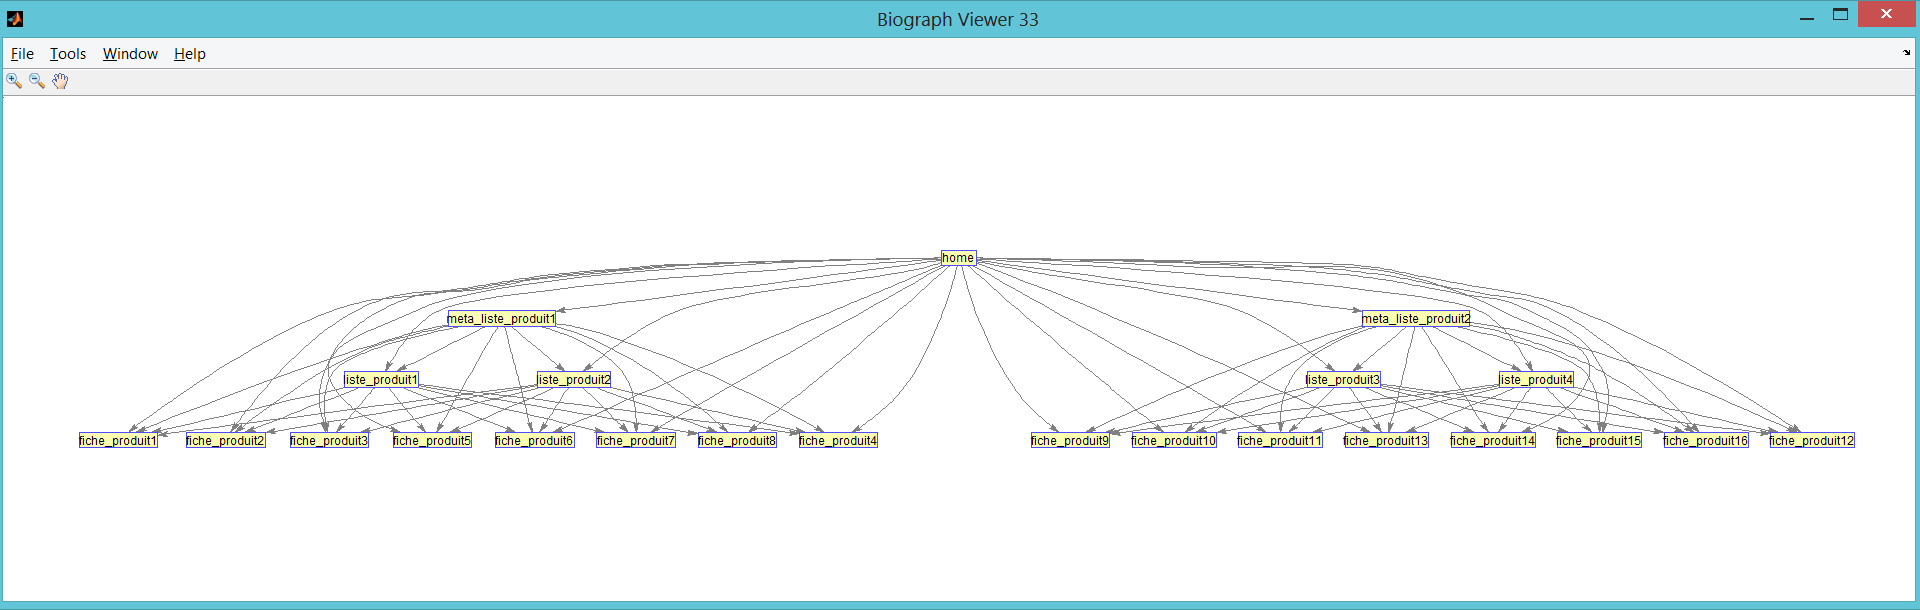 Biograph Viewer 33
File Tools Window Help
home
meta_liste_produit1 meta_liste_produit2
liste_produit1 liste_produit2 liste_produit3 liste_produit4
fiche_produit1 fiche_produit2 fiche_produit3 fiche_produit5 fiche_produit6 fiche_produit7 fiche_produit8 fiche_produit4 fiche_produit9 fiche_produit10 fiche_produit11 fiche_produit13 fiche_produit14 fiche_produit15 fiche_produit16 fiche_produit12